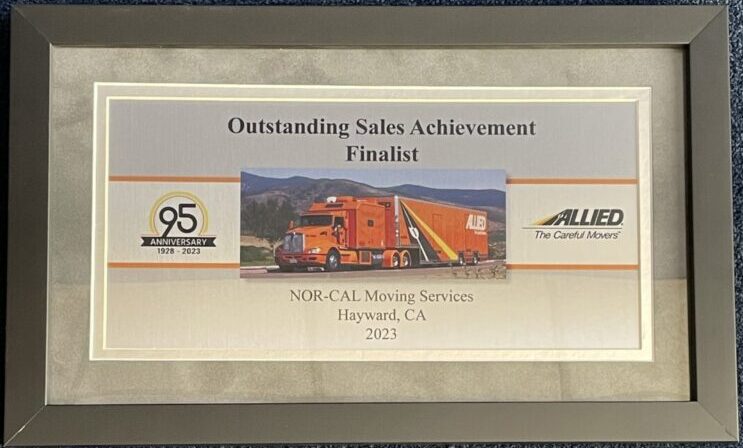 Outstanding Sales Achievement
Finalist
95
ANNIVERSARY
1928 - 2023
ALLIED
ALLIED
The Careful Movers
NOR-CAL Moving Services
Hayward, CA
2023